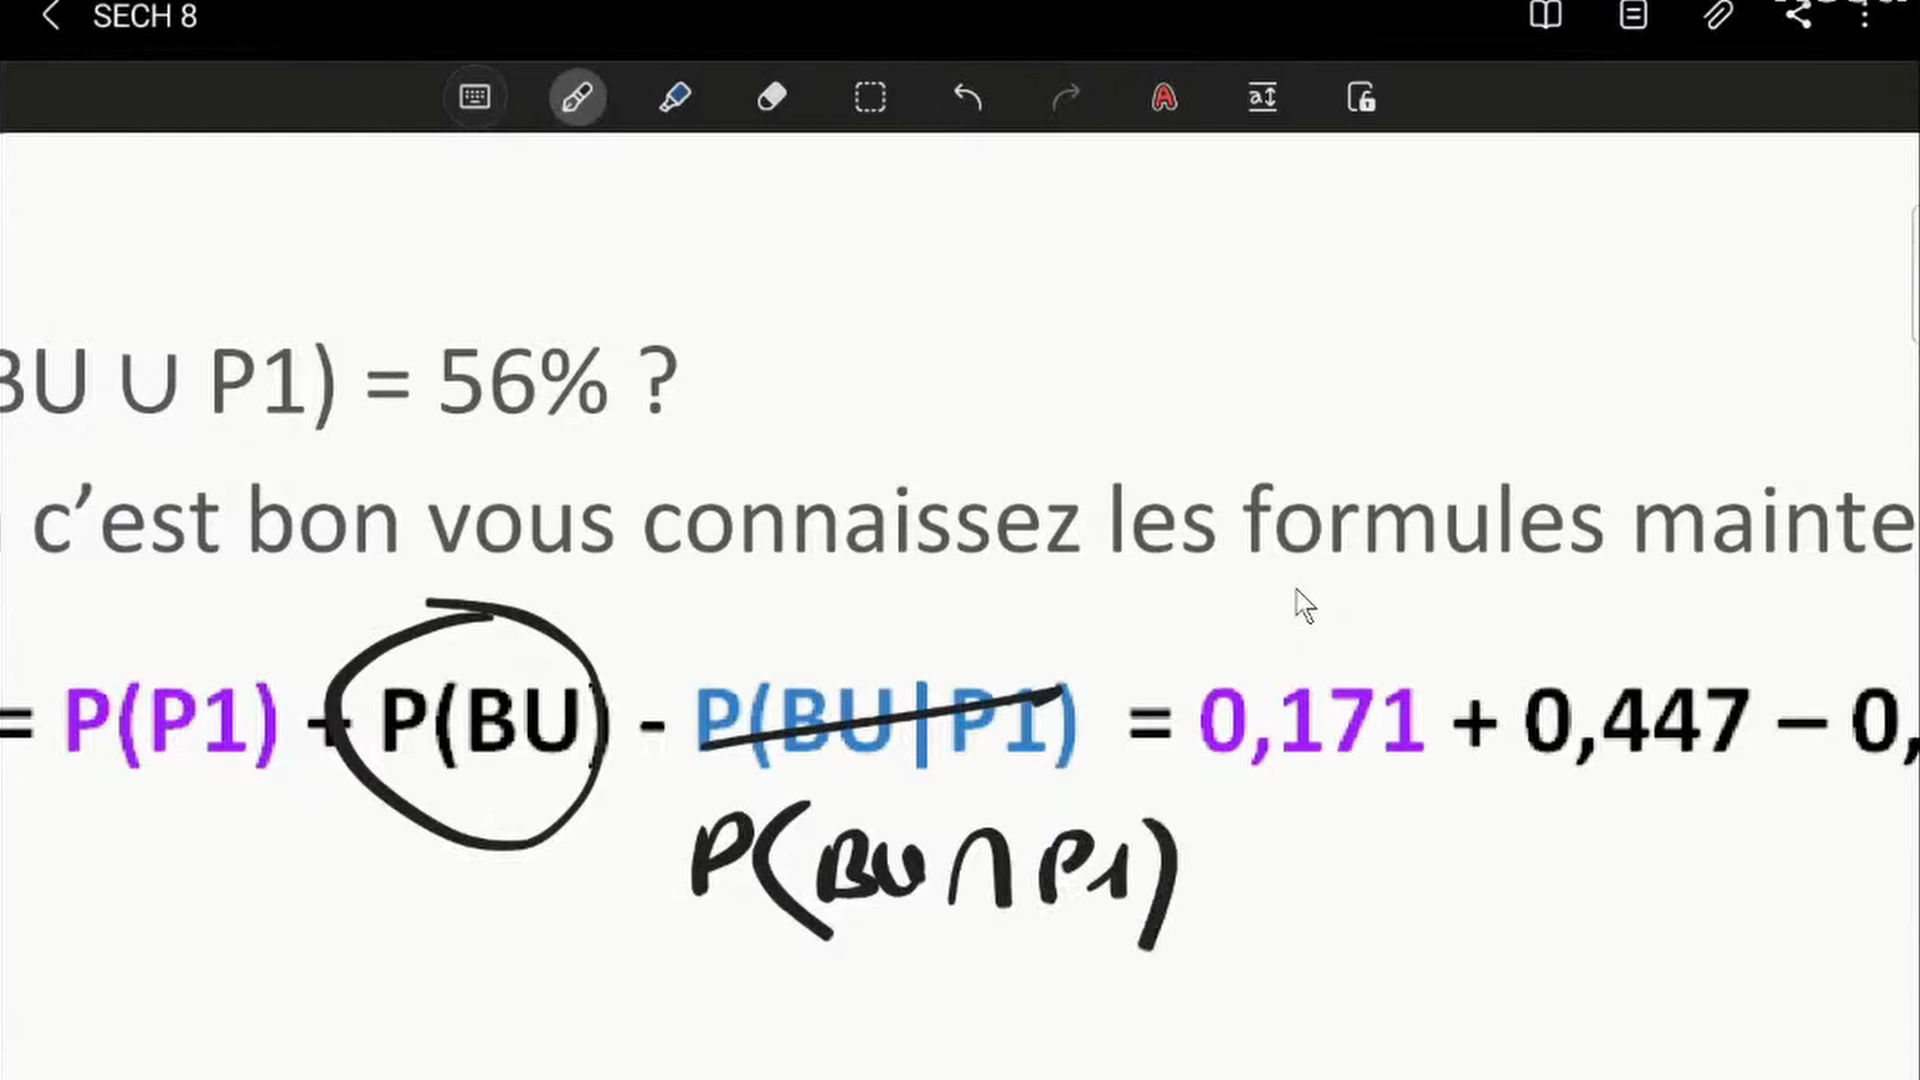 SECH 8
BU ∪ P1) = 56% ?
c’est bon vous connaissez les formules mainte
= P(P1) + P(BU) - P(BU|P1) = 0,171 + 0,447 – 0,
P(BU ∩ P1)